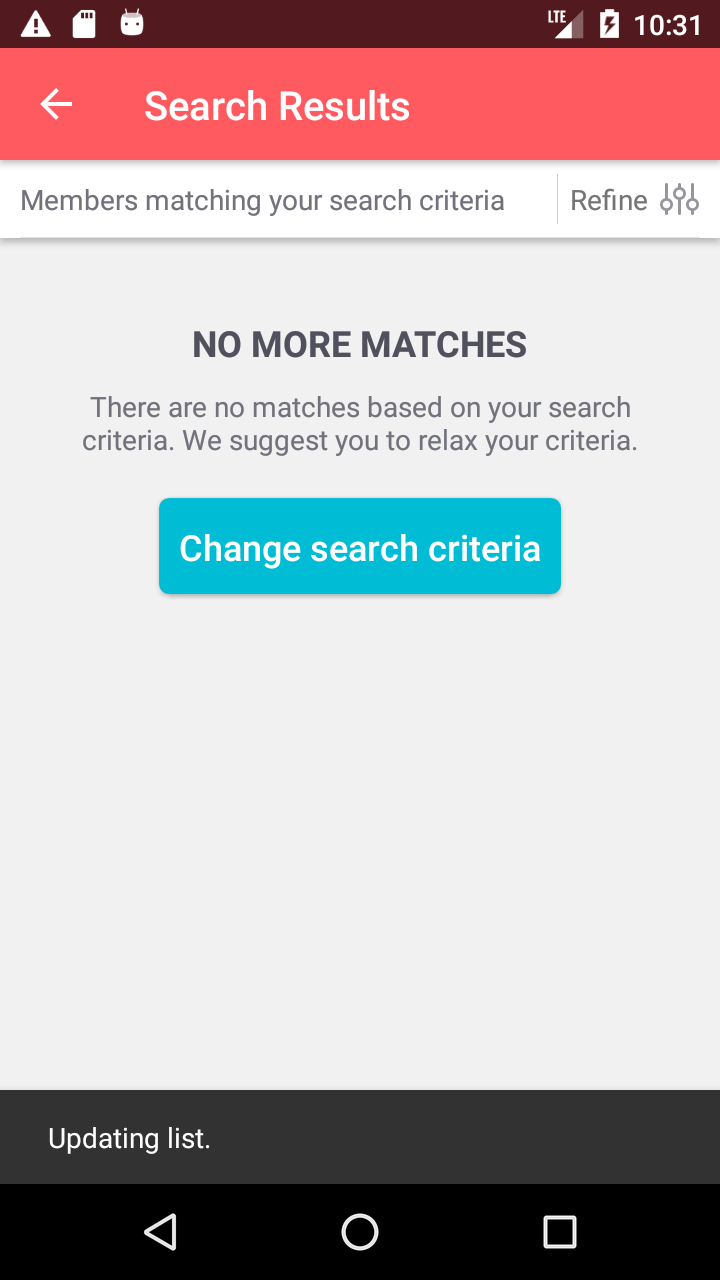 LTE 10:31
Search Results
Members matching your search criteria Refine
NO MORE MATCHES
There are no matches based on your search
criteria. We suggest you to relax your criteria.
Change search criteria
Updating list.